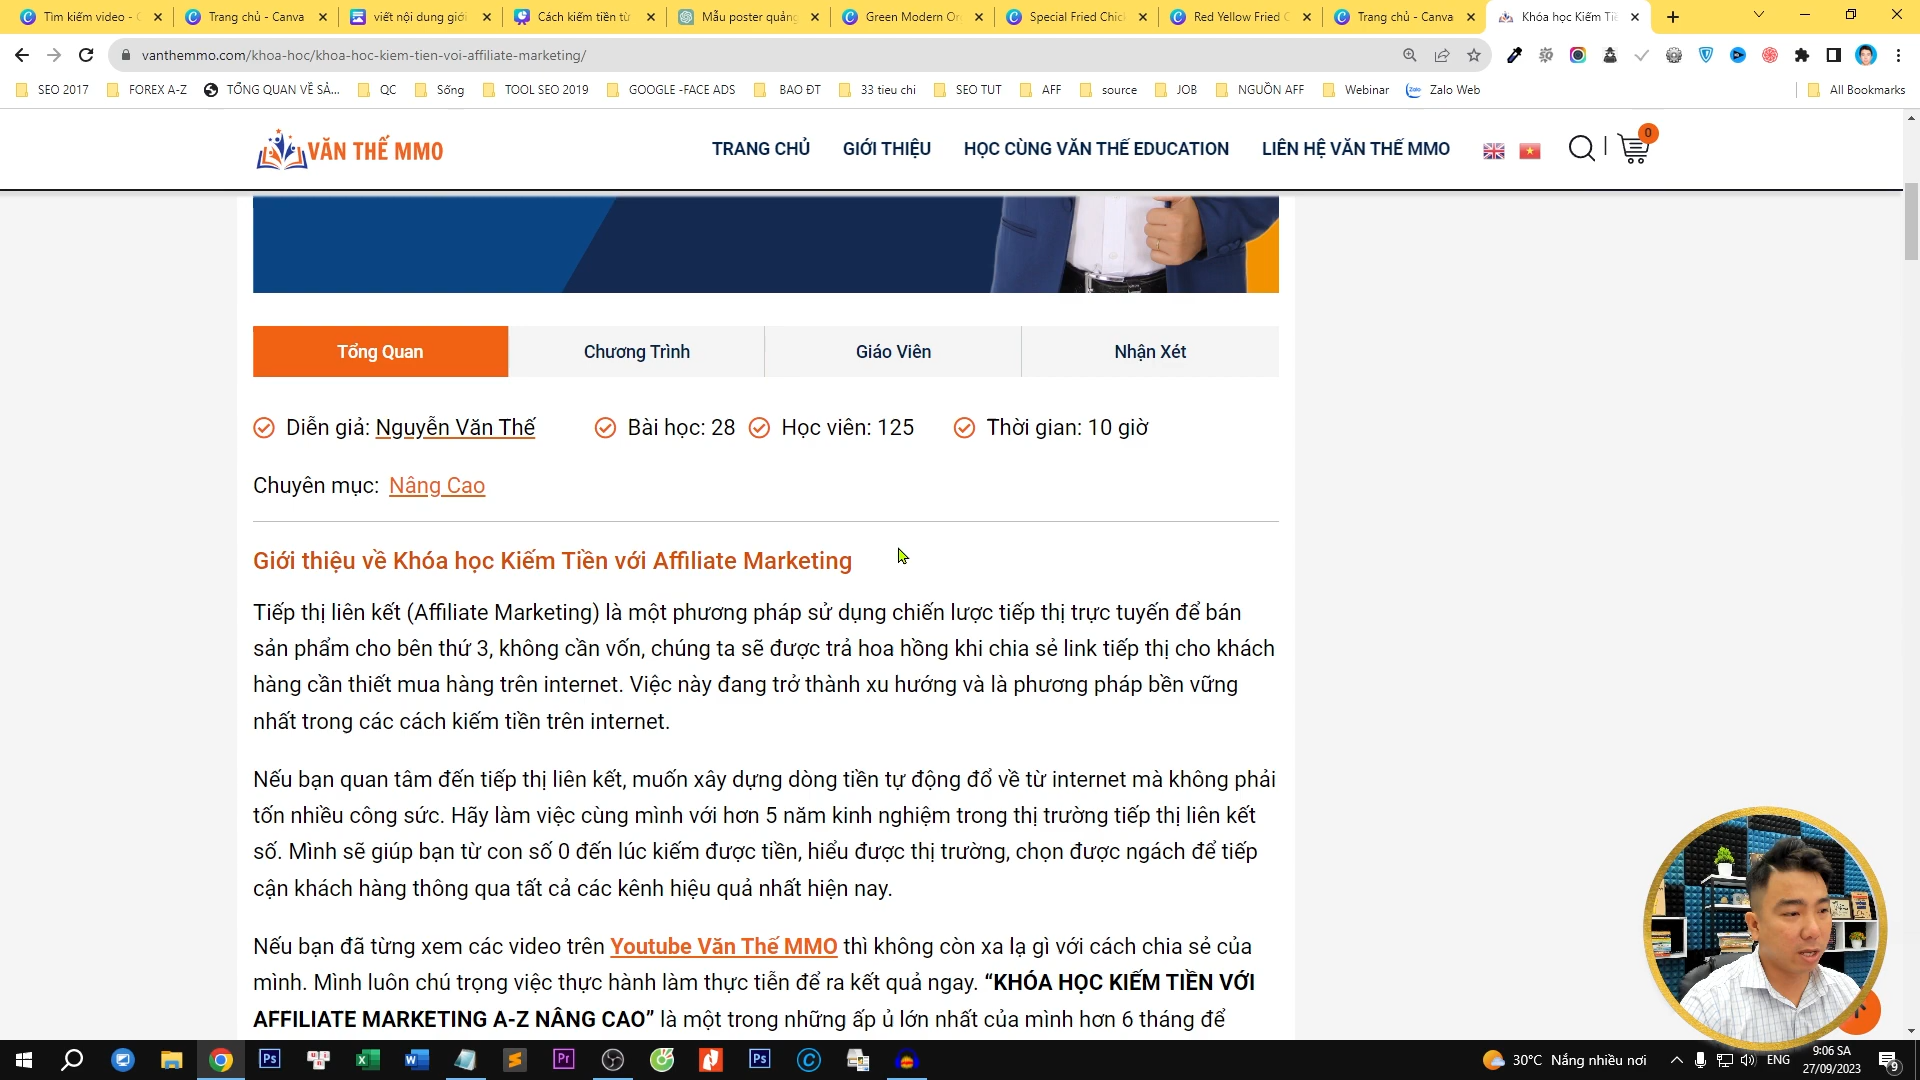 Tìm kiếm video -
Trang chủ - Canva
viết nội dung giới
Cách kiếm tiền từ
Mẫu poster quảng
Green Modern Or
Special Fried Chick
Red Yellow Fried C
Trang chủ - Canva
Khóa học Kiếm Tiề
vanthemmo.com/khoa-hoc/khoa-hoc-kiem-tien-voi-affiliate-marketing/
SEO 2017
FOREX A-Z
TỔNG QUAN VỀ SẢ...
QC
Sống
TOOL SEO 2019
GOOGLE -FACE ADS
BAO ĐT
33 tieu chi
SEO TUT
AFF
source
JOB
NGUỒN AFF
Webinar
Zalo Web
All Bookmarks
VĂN THẾ MMO
TRANG CHỦ
GIỚI THIỆU
HỌC CÙNG VĂN THẾ EDUCATION
LIÊN HỆ VĂN THẾ MMO
0
Tổng Quan
Chương Trình
Giáo Viên
Nhận Xét
Diễn giả: Nguyễn Văn Thế
Bài học: 28
Học viên: 125
Thời gian: 10 giờ
Chuyên mục: Nâng Cao
Giới thiệu về Khóa học Kiếm Tiền với Affiliate Marketing
Tiếp thị liên kết (Affiliate Marketing) là một phương pháp sử dụng chiến lược tiếp thị trực tuyến để bán
sản phẩm cho bên thứ 3, không cần vốn, chúng ta sẽ được trả hoa hồng khi chia sẻ link tiếp thị cho khách
hàng cần thiết mua hàng trên internet. Việc này đang trở thành xu hướng và là phương pháp bền vững
nhất trong các cách kiếm tiền trên internet.
Nếu bạn quan tâm đến tiếp thị liên kết, muốn xây dựng dòng tiền tự động đổ về từ internet mà không phải
tốn nhiều công sức. Hãy làm việc cùng mình với hơn 5 năm kinh nghiệm trong thị trường tiếp thị liên kết
số. Mình sẽ giúp bạn từ con số 0 đến lúc kiếm được tiền, hiểu được thị trường, chọn được ngách để tiếp
cận khách hàng thông qua tất cả các kênh hiệu quả nhất hiện nay.
Nếu bạn đã từng xem các video trên Youtube Văn Thế MMO thì không còn xa lạ gì với cách chia sẻ của
mình. Mình luôn chú trọng việc thực hành làm thực tiễn để ra kết quả ngay. “KHÓA HỌC KIẾM TIỀN VỚI
AFFILIATE MARKETING A-Z NÂNG CAO” là một trong những ấp ủ lớn nhất của mình hơn 6 tháng để
30°C Nắng nhiều nơi
ENG
9:06 SA
27/09/2023
9